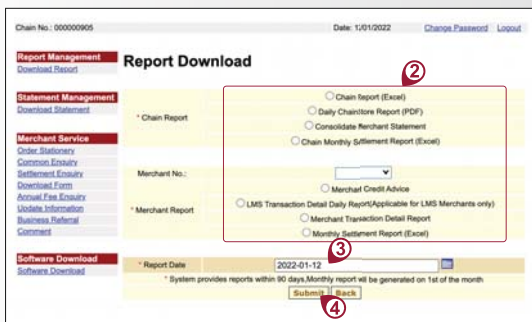 Chain No.: 000000905
Date: 12/01/2022
Change Password
Logout
Report Management
Download Report
Statement Management
Download Statement
Merchant Service
Order Stationery
Common Enquiry
Settlement Enquiry
Download Form
Annual Fee Enquiry
Update Information
Business Referral
Comment
Software Download
Software Download
Report Download
②
* Chain Report
Chain Report (Excel)
Daily Chain/Store Report (PDF)
Consolidate Merchant Statement
Chain Monthly Settlement Report (Excel)
Merchant No.:
* Merchant Report
Merchant Credit Advice
LMS Transaction Detail Daily Report(Applicable for LMS Merchants only)
Merchant Transaction Detail Report
Monthly Settlement Report (Excel)
③
* Report Date
2022-01-12
* System provides reports within 90 days,Monthly report will be generated on 1st of the month
Submit
Back
④